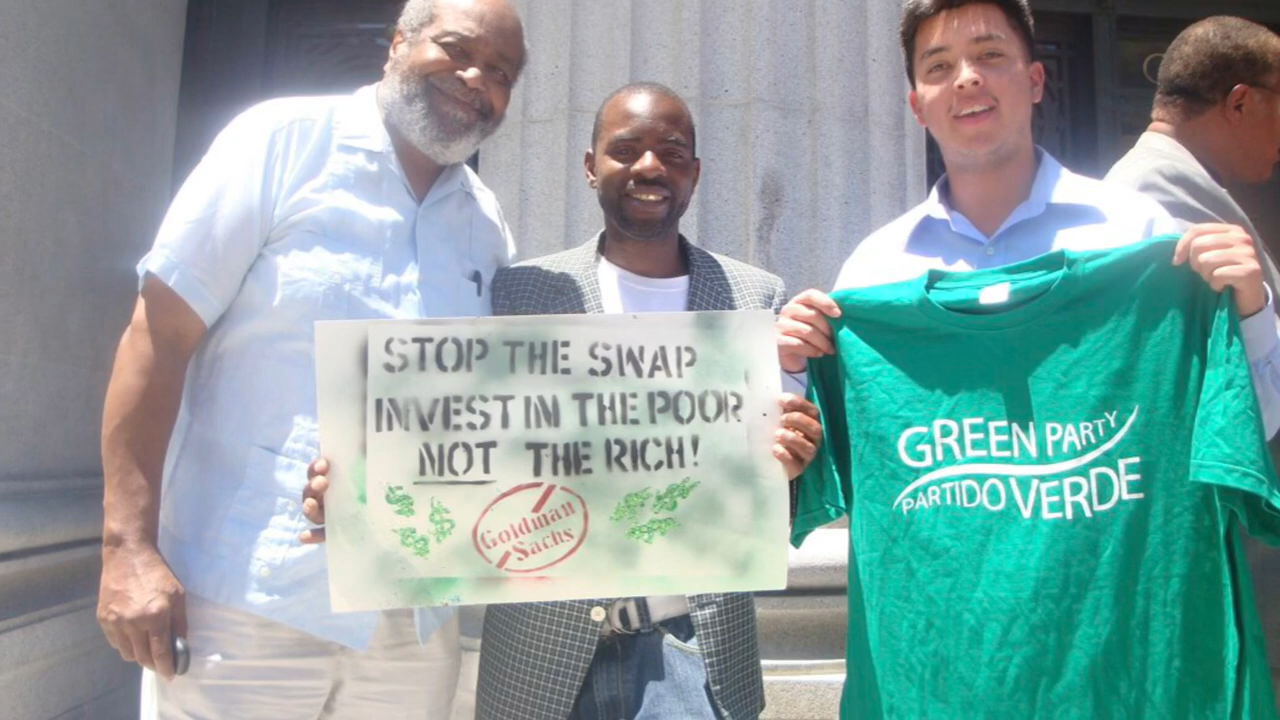 STOP THE SWAP
INVEST IN THE POOR
NOT THE RICH!
Goldman
Sachs
GREEN PARTY
PARTIDO VERDE